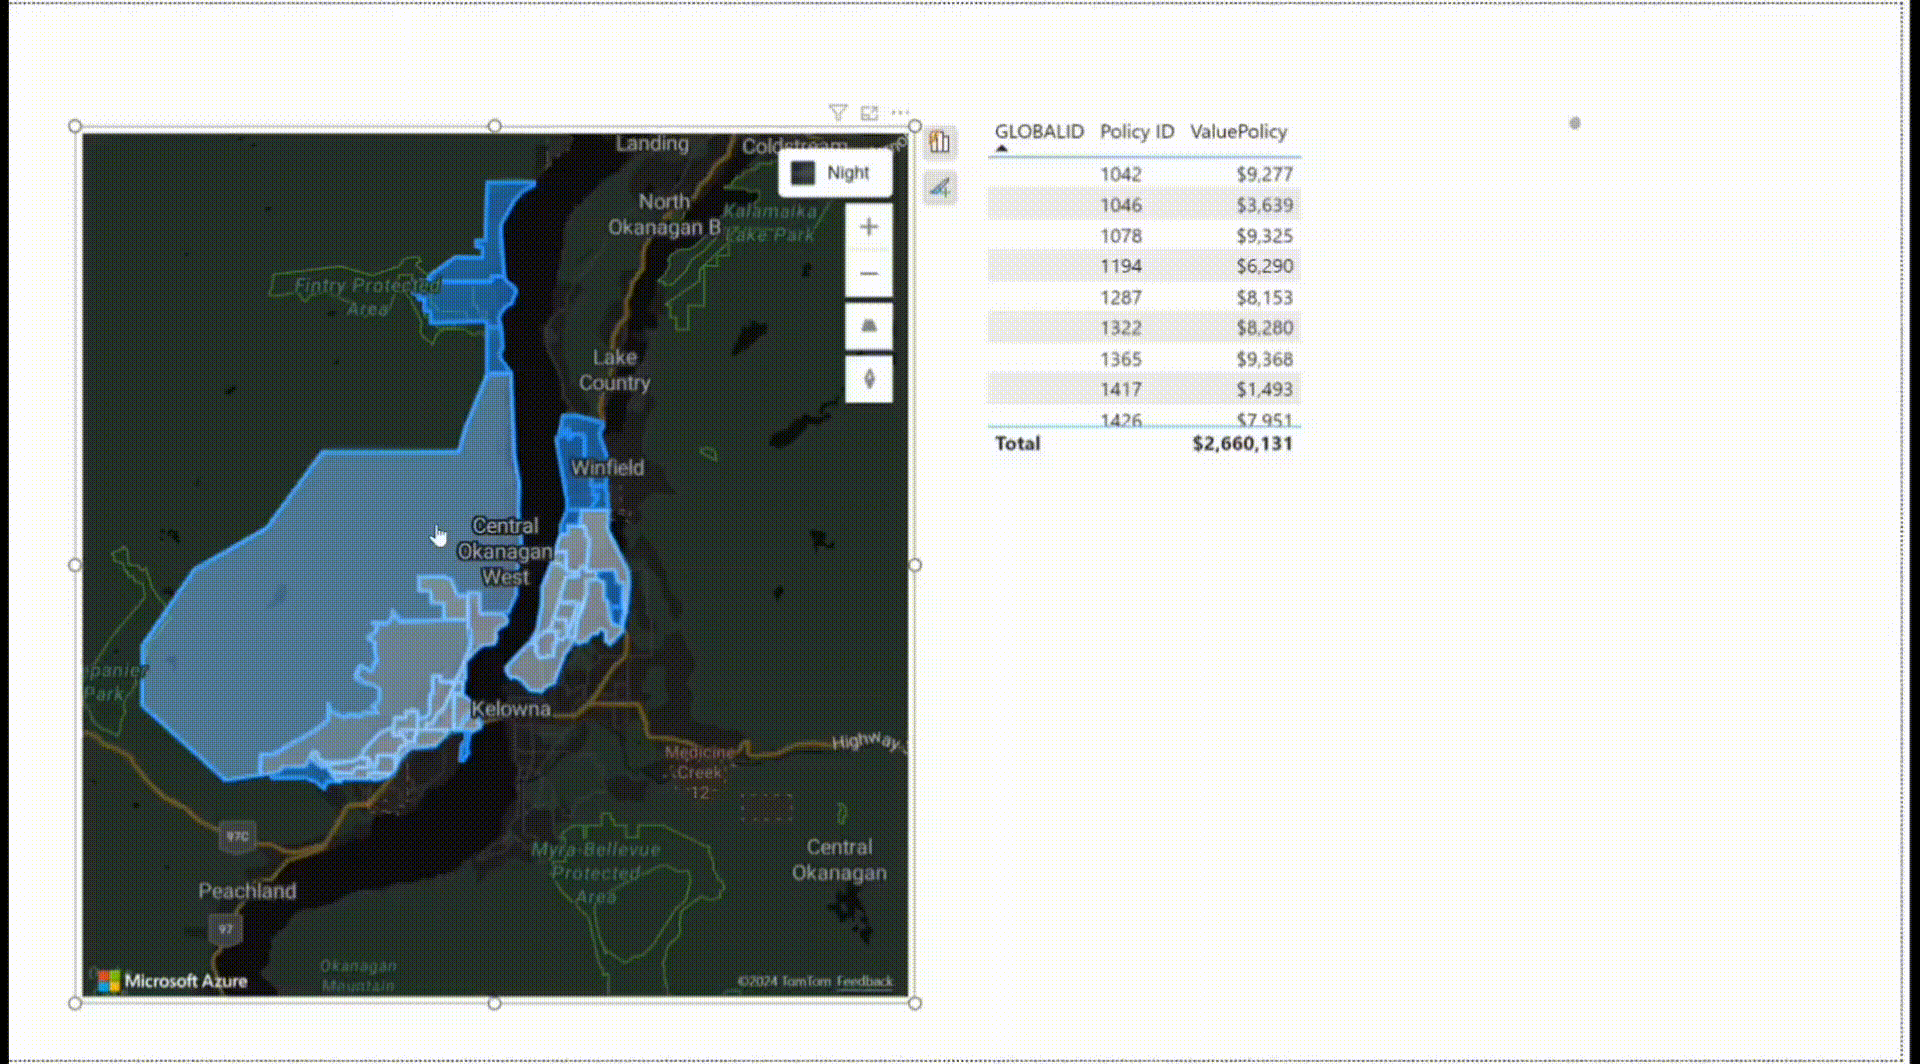 Landing
Coldstream
Night
North
Okanagan B
Kalamalka
Lake Park
Fintry Protected
Area
Lake
Country
Winfield
Central
Okanagan
West
Park
Kelowna
Highway
Medicine
Creek
12
97C
Myra-Bellevue
Protected
Area
Central
Okanagan
Peachland
97
Okanagan
Mountain
Microsoft Azure
©2024 TomTom Feedback
GLOBALID Policy ID ValuePolicy
1042 $9,277
1046 $3,639
1078 $9,325
1194 $6,290
1287 $8,153
1322 $8,280
1365 $9,368
1417 $1,493
1426 $7,951
Total $2,660,131